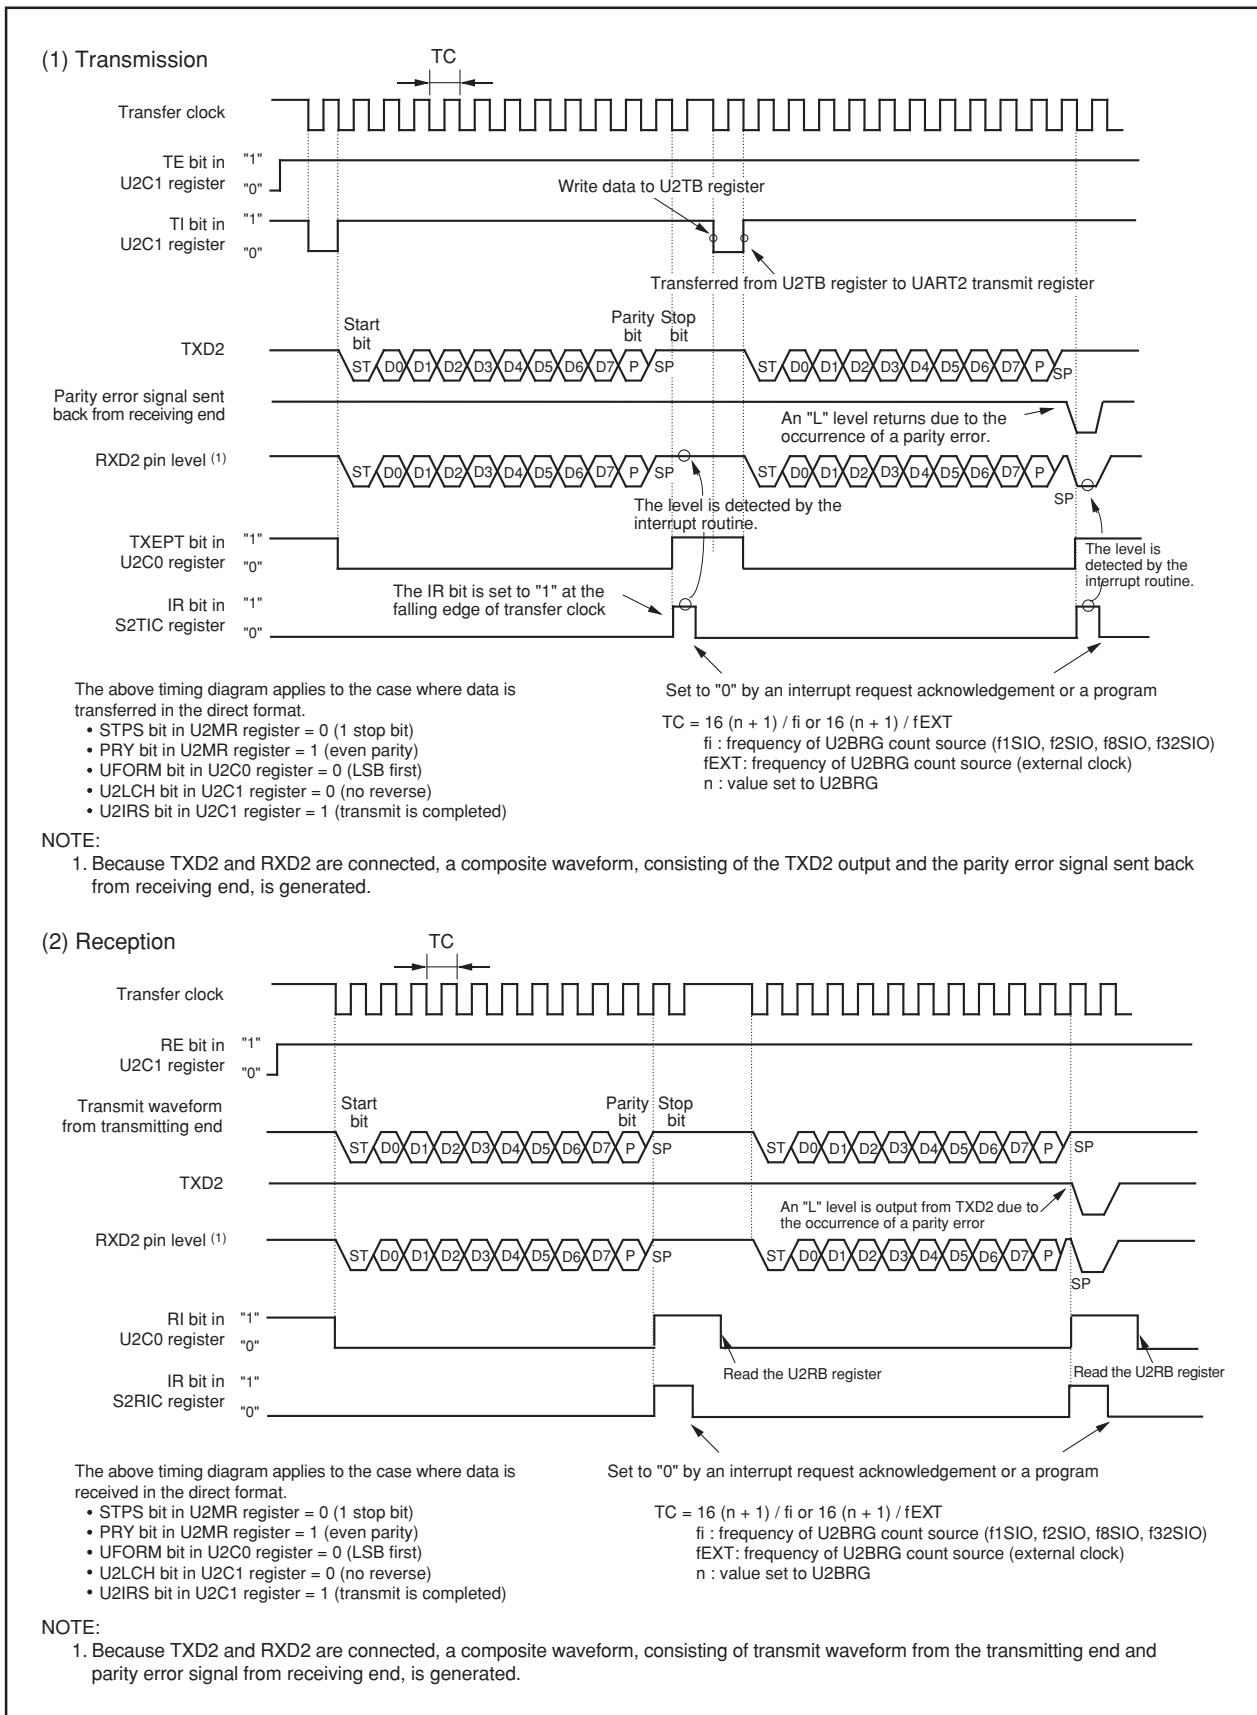 (1) Transmission
TC
Transfer clock
TE bit in
U2C1 register
"1"
"0"
Write data to U2TB register
TI bit in
U2C1 register
"1"
"0"
Transferred from U2TB register to UART2 transmit register
Start
bit
Parity
bit
Stop
bit
TXD2
ST D0 D1 D2 D3 D4 D5 D6 D7 P SP
ST D0 D1 D2 D3 D4 D5 D6 D7 P SP
Parity error signal sent
back from receiving end
An "L" level returns due to the
occurrence of a parity error.
RXD2 pin level (1)
ST D0 D1 D2 D3 D4 D5 D6 D7 P SP
ST D0 D1 D2 D3 D4 D5 D6 D7 P
SP
The level is detected by the
interrupt routine.
TXEPT bit in
U2C0 register
"1"
"0"
The level is
detected by the
interrupt routine.
The IR bit is set to "1" at the
falling edge of transfer clock
IR bit in
S2TIC register
"1"
"0"
The above timing diagram applies to the case where data is
transferred in the direct format.
• STPS bit in U2MR register = 0 (1 stop bit)
• PRY bit in U2MR register = 1 (even parity)
• UFORM bit in U2C0 register = 0 (LSB first)
• U2LCH bit in U2C1 register = 0 (no reverse)
• U2IRS bit in U2C1 register = 1 (transmit is completed)
Set to "0" by an interrupt request acknowledgement or a program
TC = 16 (n + 1) / fi or 16 (n + 1) / fEXT
fi : frequency of U2BRG count source (f1SIO, f2SIO, f8SIO, f32SIO)
fEXT: frequency of U2BRG count source (external clock)
n : value set to U2BRG
NOTE:
1. Because TXD2 and RXD2 are connected, a composite waveform, consisting of the TXD2 output and the parity error signal sent back
from receiving end, is generated.
(2) Reception
TC
Transfer clock
RE bit in
U2C1 register
"1"
"0"
Transmit waveform
from transmitting end
Start
bit
Parity
bit
Stop
bit
ST D0 D1 D2 D3 D4 D5 D6 D7 P SP
ST D0 D1 D2 D3 D4 D5 D6 D7 P SP
TXD2
An "L" level is output from TXD2 due to
the occurrence of a parity error
RXD2 pin level (1)
ST D0 D1 D2 D3 D4 D5 D6 D7 P SP
ST D0 D1 D2 D3 D4 D5 D6 D7 P
SP
RI bit in
U2C0 register
"1"
"0"
Read the U2RB register
Read the U2RB register
IR bit in
S2RIC register
"1"
"0"
The above timing diagram applies to the case where data is
received in the direct format.
• STPS bit in U2MR register = 0 (1 stop bit)
• PRY bit in U2MR register = 1 (even parity)
• UFORM bit in U2C0 register = 0 (LSB first)
• U2LCH bit in U2C1 register = 0 (no reverse)
• U2IRS bit in U2C1 register = 1 (transmit is completed)
Set to "0" by an interrupt request acknowledgement or a program
TC = 16 (n + 1) / fi or 16 (n + 1) / fEXT
fi : frequency of U2BRG count source (f1SIO, f2SIO, f8SIO, f32SIO)
fEXT: frequency of U2BRG count source (external clock)
n : value set to U2BRG
NOTE:
1. Because TXD2 and RXD2 are connected, a composite waveform, consisting of transmit waveform from the transmitting end and
parity error signal from receiving end, is generated.